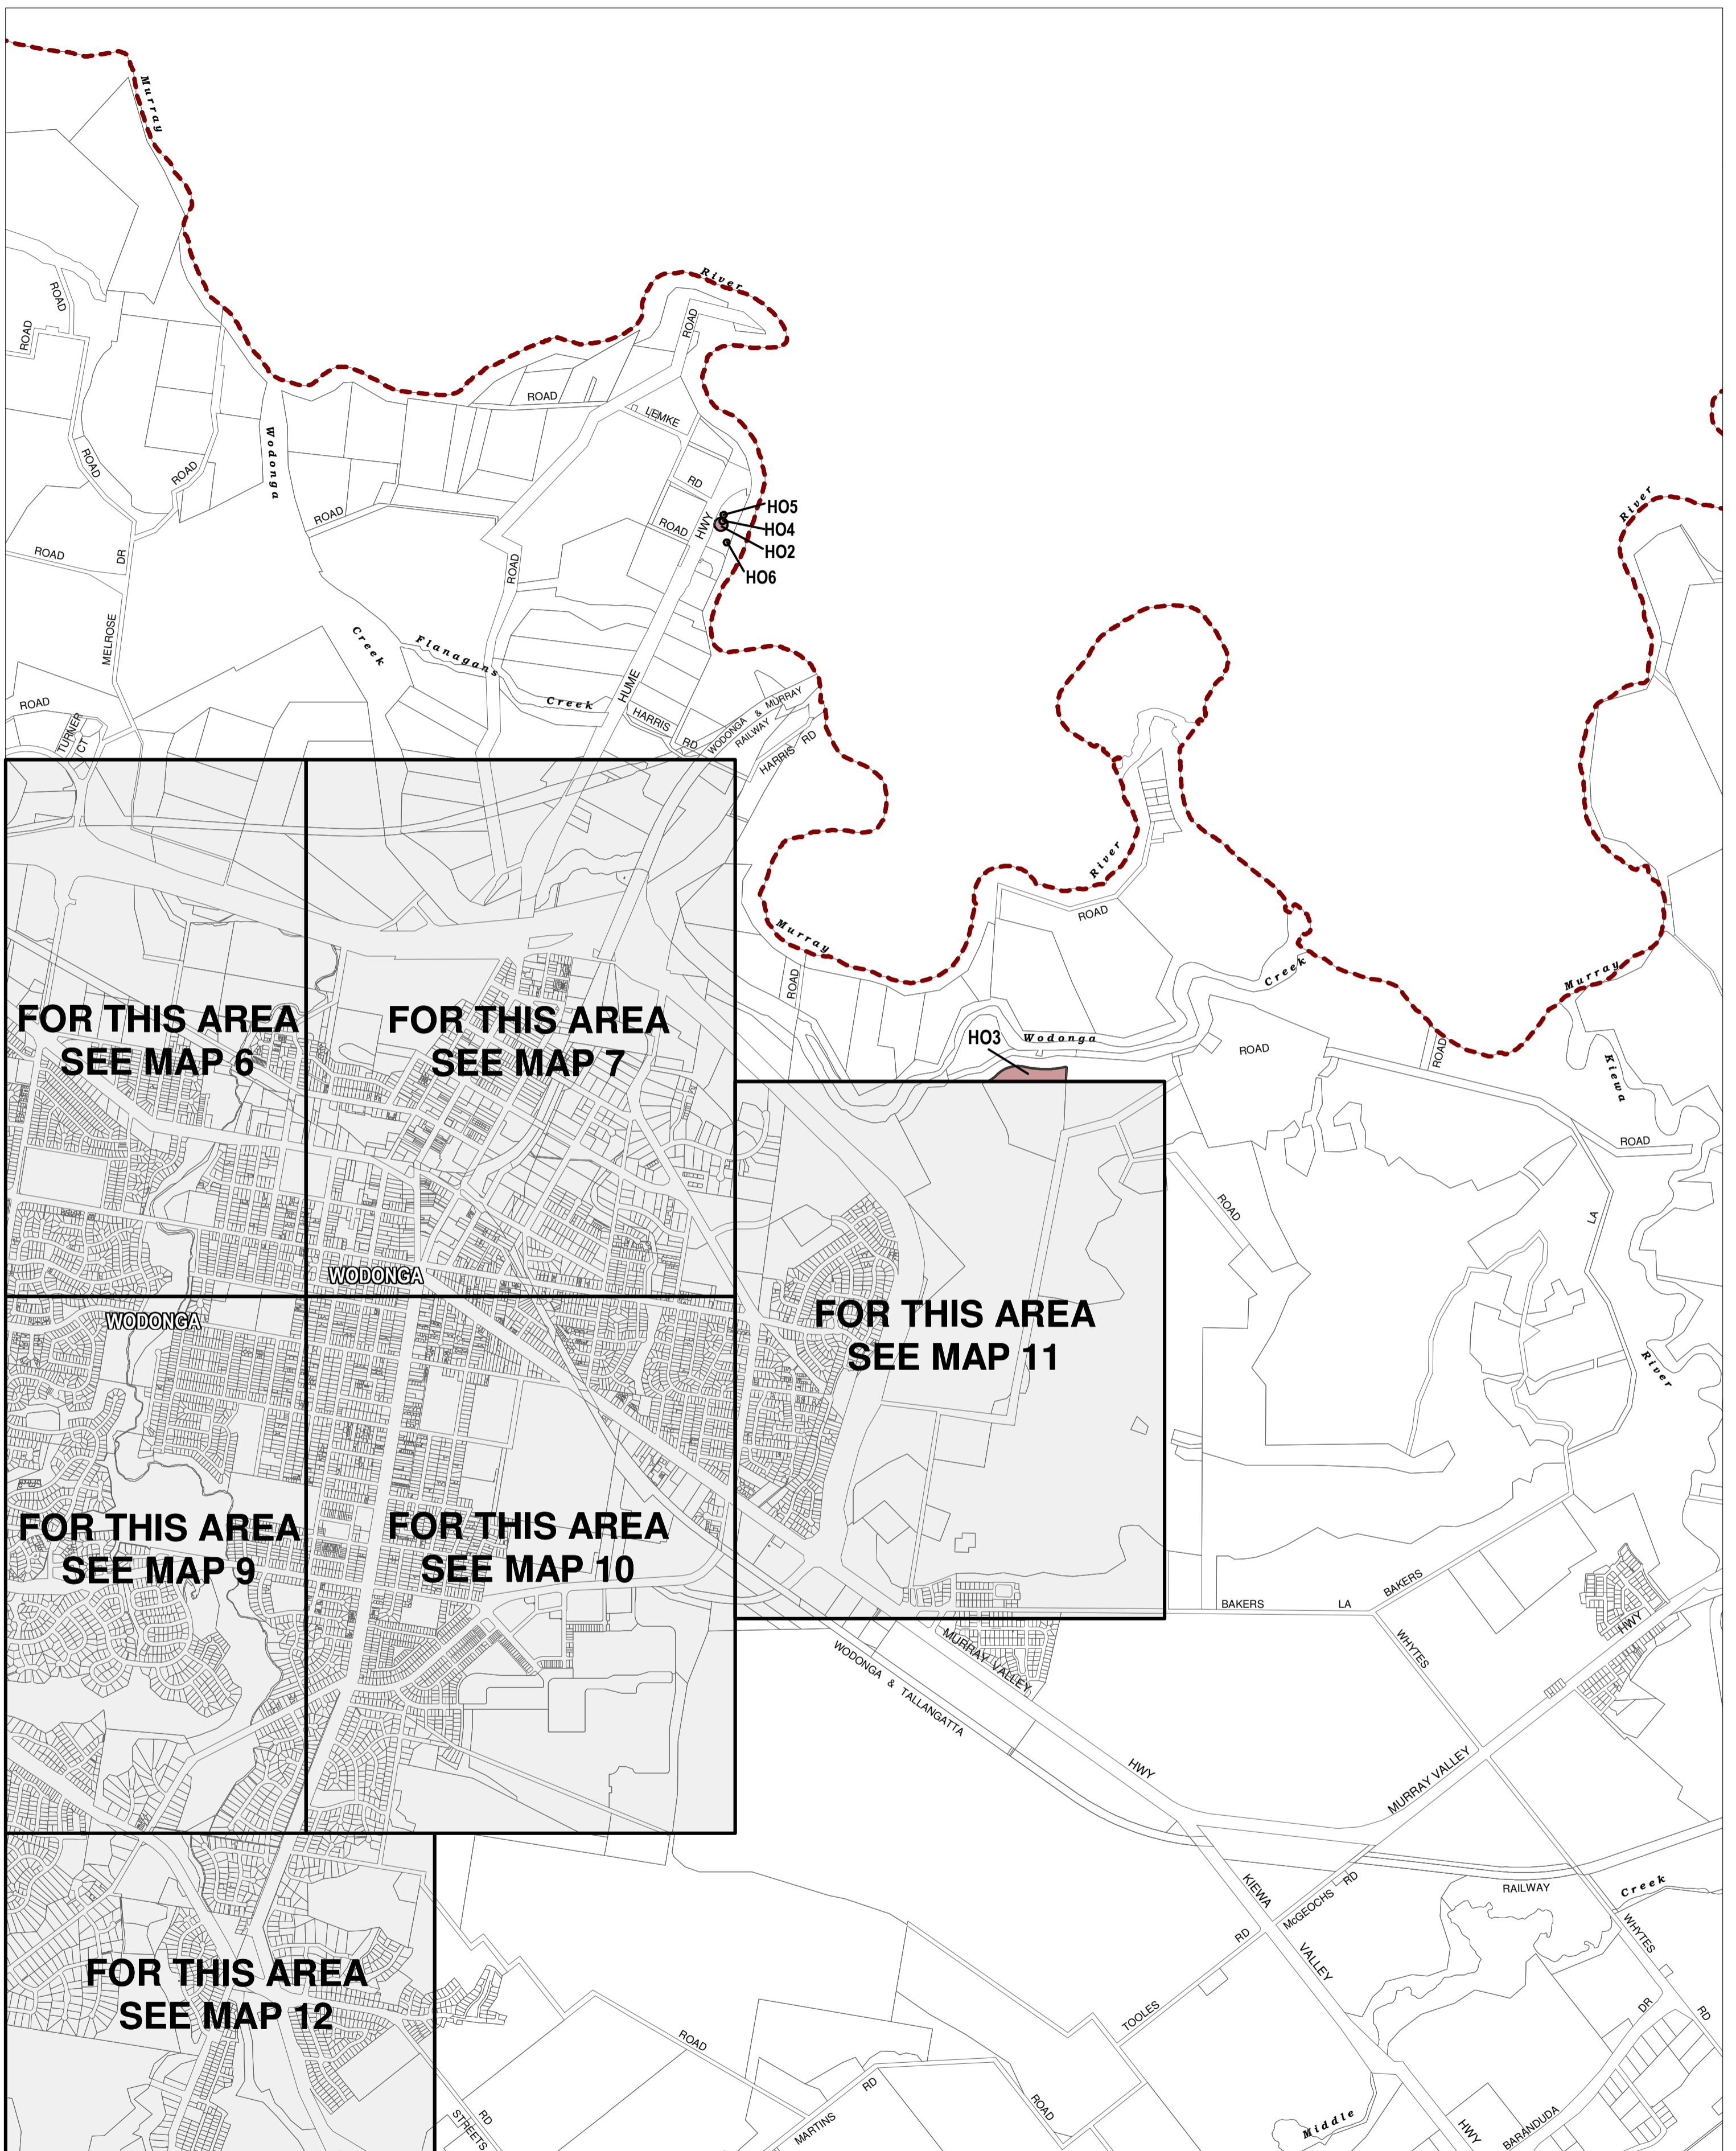 Murray
River
ROAD
ROAD
ROAD
ROAD
LEMKE
Wodonga
ROAD
ROAD
RD
River
HO5
ROAD
HWY
HO4
ROAD
HO2
ROAD
DR
ROAD
HO6
MELROSE
Creek
Flanagans
HUME
Creek
ROAD
HARRIS
WODONGA & MURRAY
RAILWAY
TURNER
CT
RD
HARRIS RD
River
ROAD
Murray
Creek
Murray
ROAD
FOR THIS AREA
SEE MAP 6
FOR THIS AREA
SEE MAP 7
HO3
Wodonga
ROAD
ROAD
Kiewa
ROAD
ROAD
LA
WODONGA
WODONGA
FOR THIS AREA
SEE MAP 11
River
FOR THIS AREA
SEE MAP 9
FOR THIS AREA
SEE MAP 10
BAKERS
BAKERS LA
HWY
WHYTES
MURRAY VALLEY
WODONGA & TALLANGATTA
HWY
MURRAY VALLEY
KIEWA
McGEOCHS RD
RAILWAY
Creek
WHYTES
RD
VALLEY
FOR THIS AREA
SEE MAP 12
TOOLES
DR
RD
ROAD
RD
ROAD
MARTINS
RD
STREETS
Middle
HWY
BARANDUDA